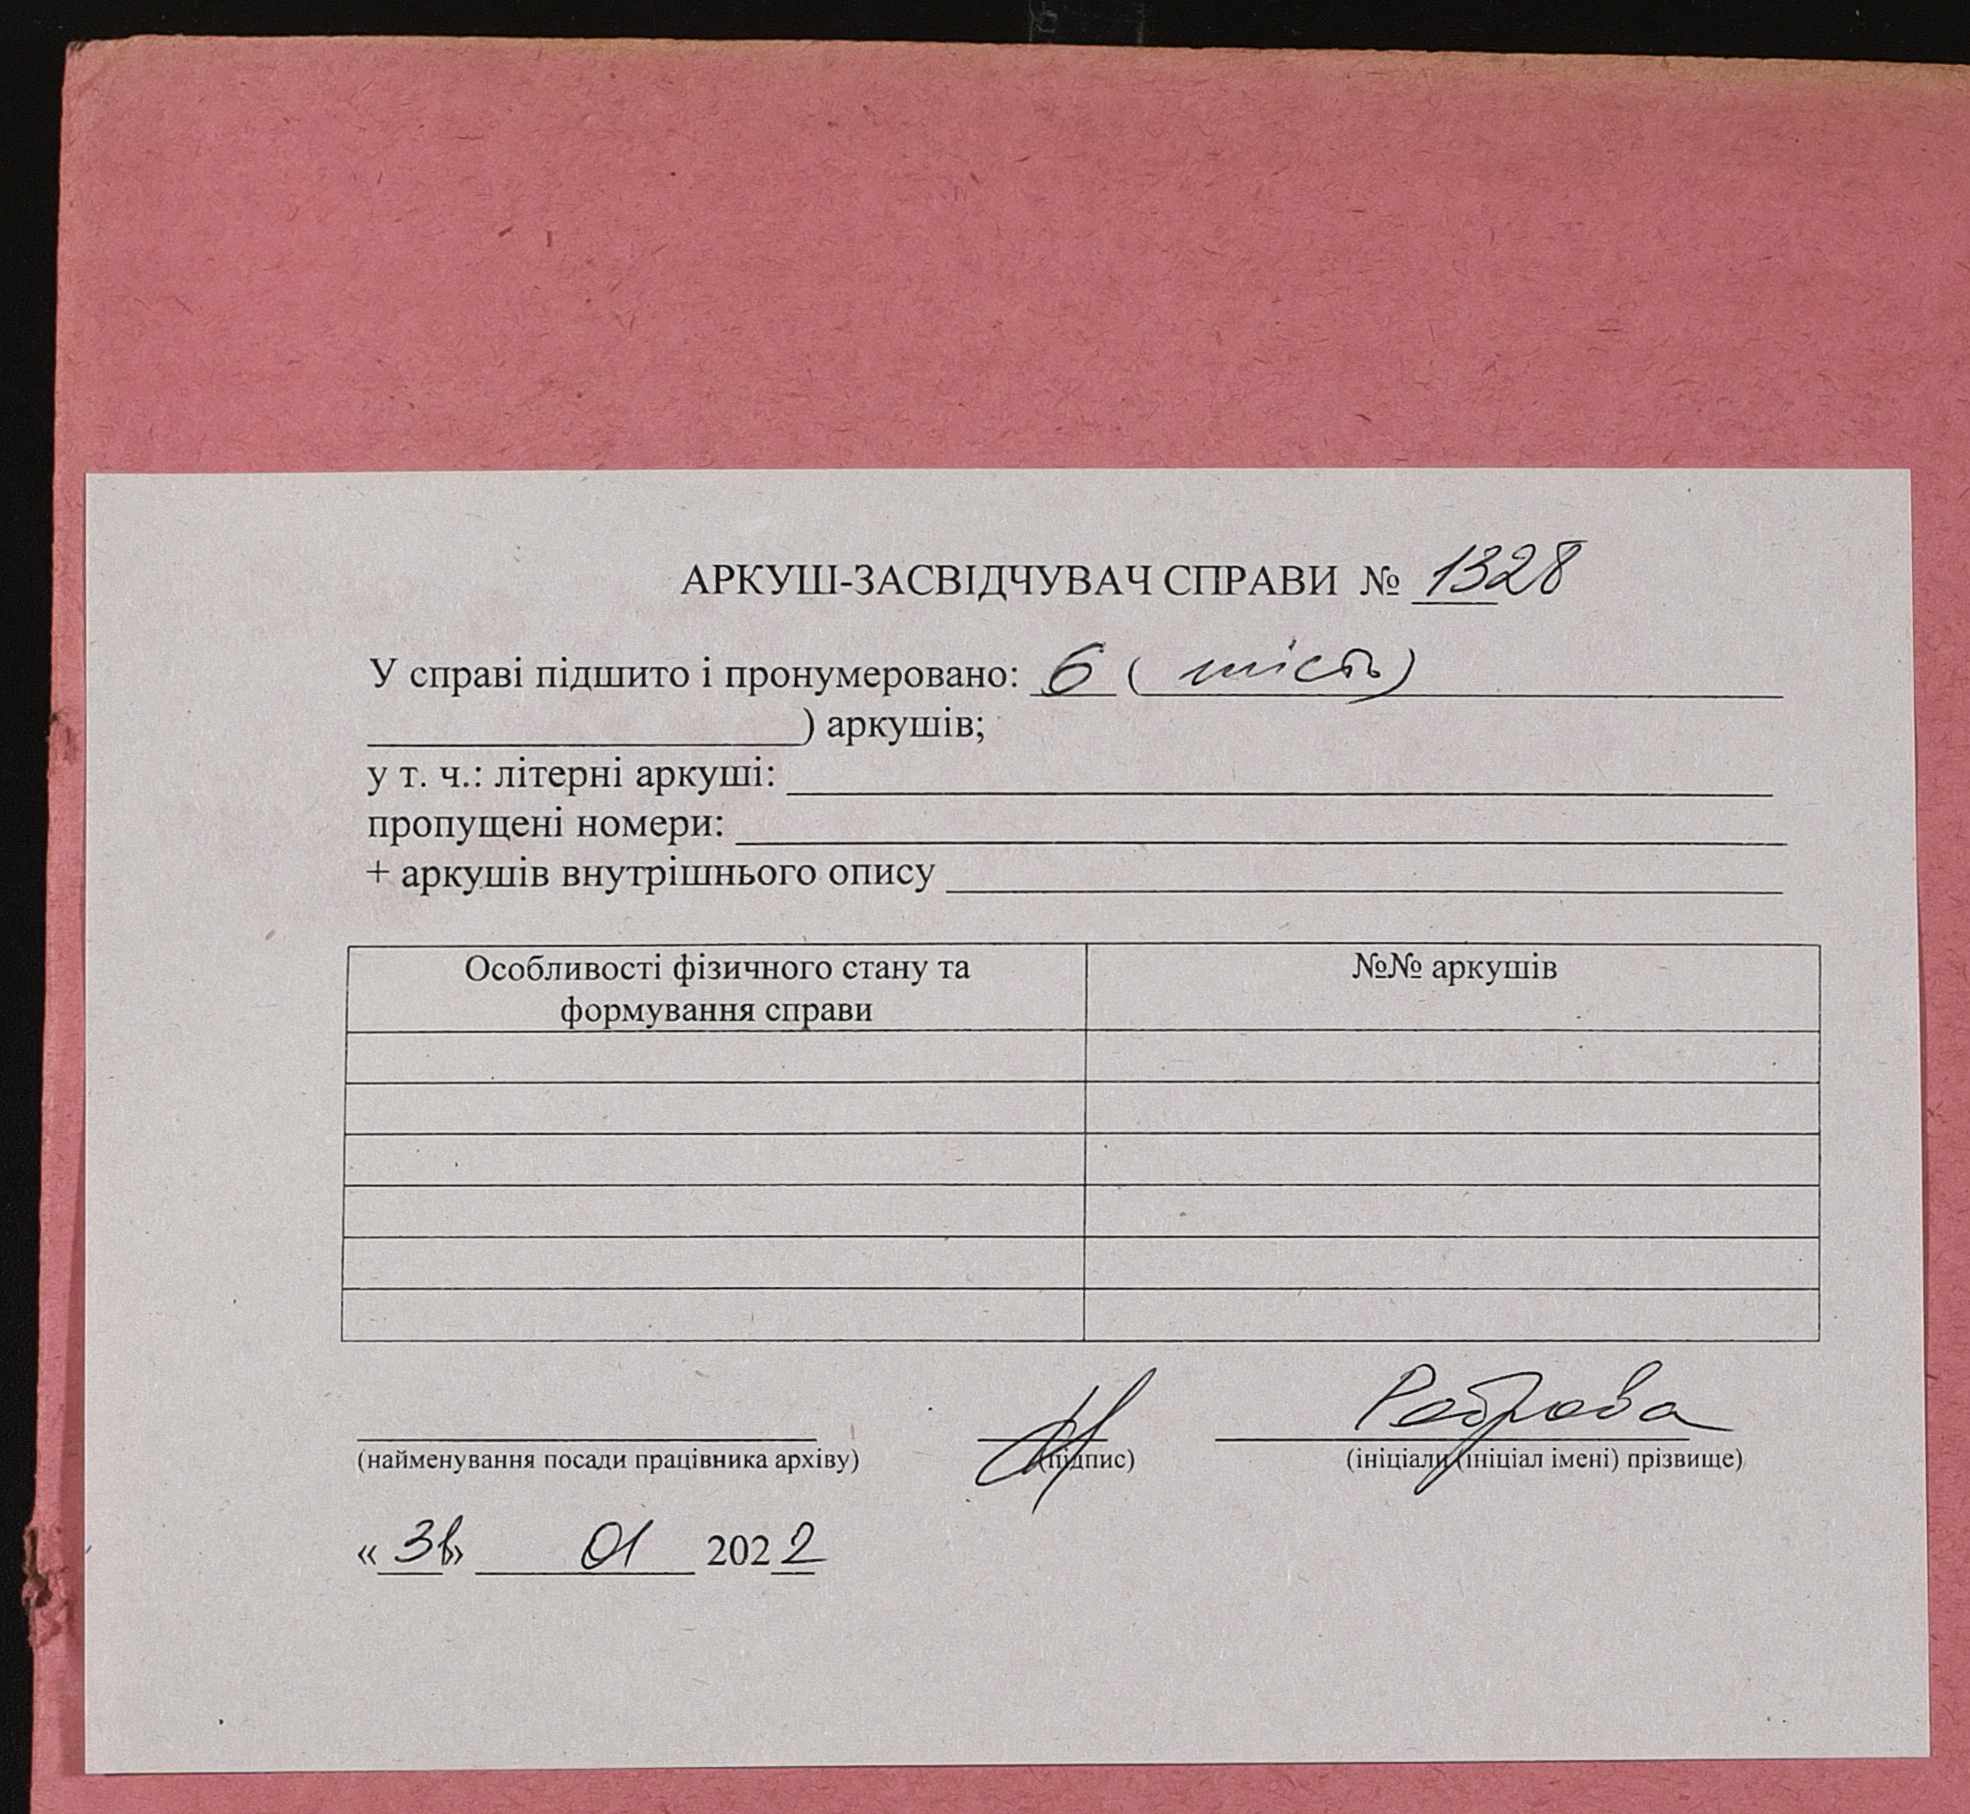 АРКУШ-ЗАСВІДЧУВАЧ СПРАВИ № 1328
У справі підшито і пронумеровано: 6 ( шість)
) аркушів;
у т. ч.: літерні аркуші:
пропущені номери:
+ аркушів внутрішнього опису
Особливості фізичного стану та
формування справи
№№ аркушів
(найменування посади працівника архіву)
(підпис)
(ініціали (ініціал імені) прізвище)
«31» 01 2022